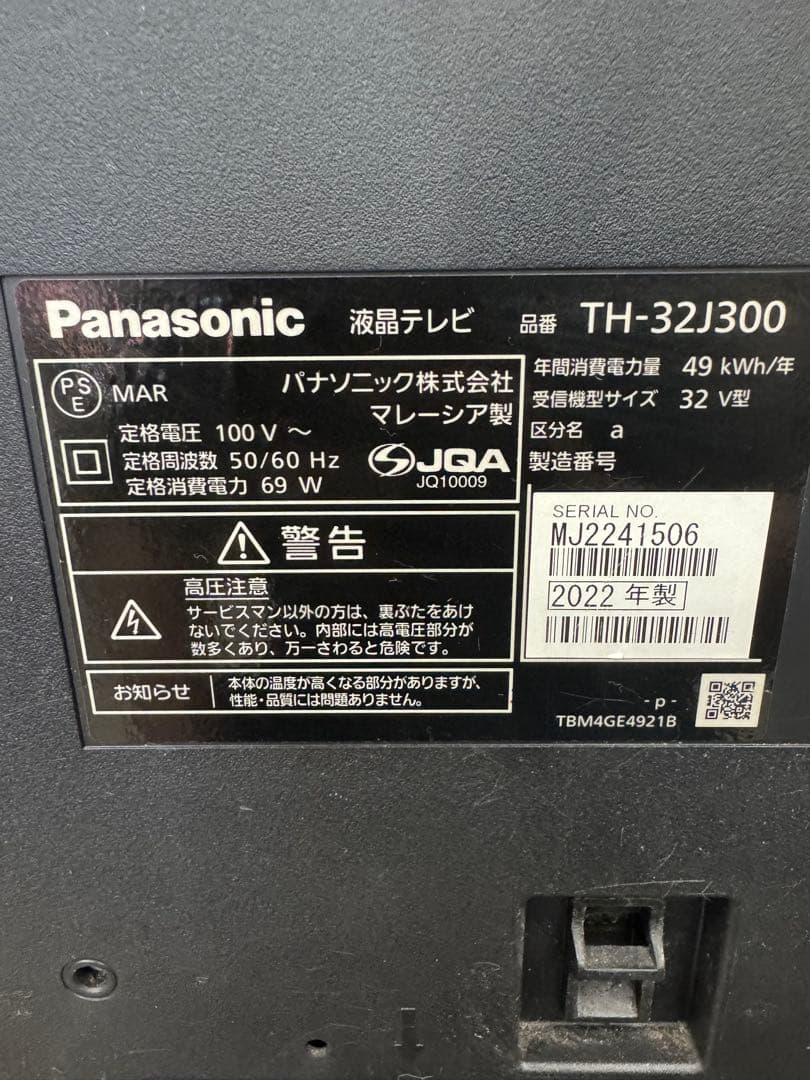 Panasonic 液晶テレビ 品番 TH-32J300
PS
E
MAR
パナソニック株式会社
マレーシア製
定格電圧 100 V ～
定格周波数 50/60 Hz
定格消費電力 69 W
JQA
JQ10009
年間消費電力量 49 kWh/年
受信機型サイズ 32 V型
区分名 a
製造番号
SERIAL NO.
MJ2241506
2022 年製
警告
高圧注意
サービスマン以外の方は、裏ぶたをあけ
ないでください。内部には高電圧部分が
数多くあり、万一さわると危険です。
お知らせ
本体の温度が高くなる部分がありますが、
性能・品質には問題ありません。
- p -
TBM4GE4921B